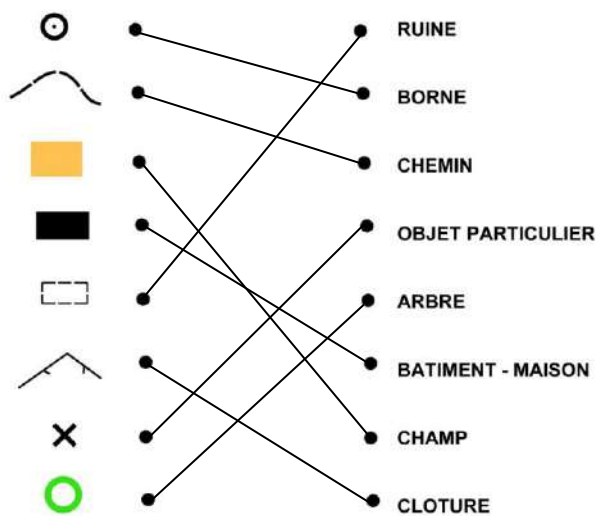 RUINE
BORNE
CHEMIN
OBJET PARTICULIER
ARBRE
BATIMENT - MAISON
CHAMP
CLOTURE